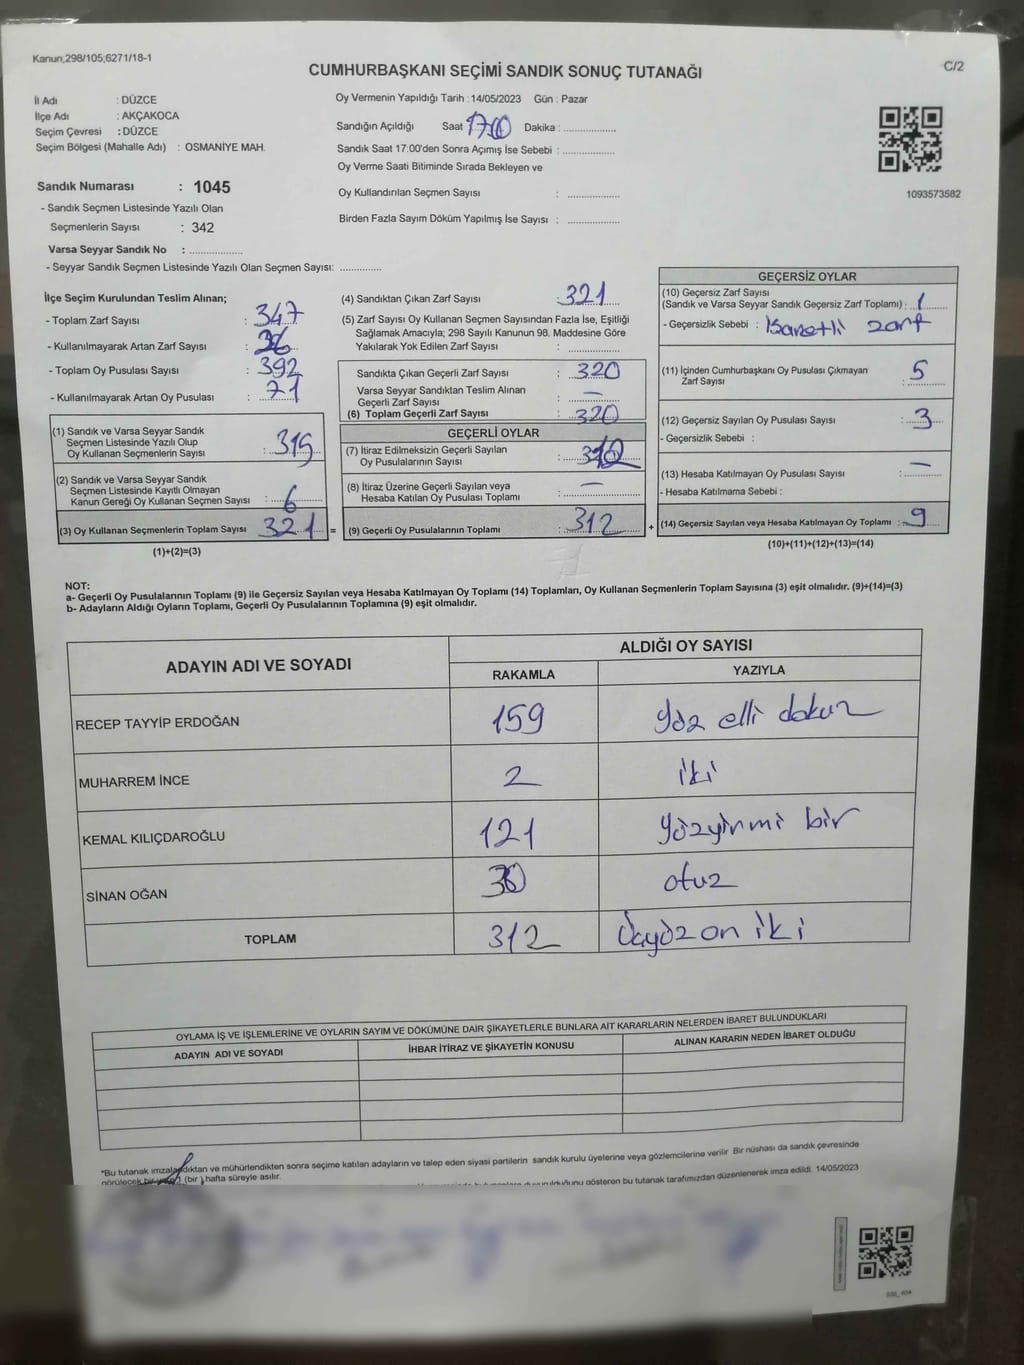 Kanun;298/105;6271/18-1
CUMHURBAŞKANI SEÇİMİ SANDIK SONUÇ TUTANAĞI
C/2
İl Adı : DÜZCE
İlçe Adı : AKÇAKOCA
Seçim Çevresi : DÜZCE
Seçim Bölgesi (Mahalle Adı) : OSMANİYE MAH.
Sandık Numarası : 1045
- Sandık Seçmen Listesinde Yazılı Olan
Seçmenlerin Sayısı : 342
Varsa Seyyar Sandık No : ................
- Seyyar Sandık Seçmen Listesinde Yazılı Olan Seçmen Sayısı: .............
Oy Vermenin Yapıldığı Tarih : 14/05/2023 Gün : Pazar
Sandığın Açıldığı Saat 17 00 Dakika : ................
Sandık Saat 17:00'den Sonra Açımış İse Sebebi : ................
Oy Verme Saati Bitiminde Sırada Bekleyen ve
Oy Kullandırılan Seçmen Sayısı : ................
Birden Fazla Sayım Döküm Yapılmış İse Sayısı : ................
1093573582
İlçe Seçim Kurulundan Teslim Alınan;
- Toplam Zarf Sayısı : 347
- Kullanılmayarak Artan Zarf Sayısı : 26
- Toplam Oy Pusulası Sayısı : 392
- Kullanılmayarak Artan Oy Pusulası : 71
(1) Sandık ve Varsa Seyyar Sandık
Seçmen Listesinde Yazılı Olup
Oy Kullanan Seçmenlerin Sayısı : 315
(2) Sandık ve Varsa Seyyar Sandık
Seçmen Listesinde Kayıtlı Olmayan
Kanun Gereği Oy Kullanan Seçmen Sayısı : 6
(3) Oy Kullanan Seçmenlerin Toplam Sayısı 321 =
(1)+(2)=(3)
(4) Sandıktan Çıkan Zarf Sayısı : 321
(5) Zarf Sayısı Oy Kullanan Seçmen Sayısından Fazla İse, Eşitliği
Sağlamak Amacıyla; 298 Sayılı Kanunun 98. Maddesine Göre
Yakılarak Yok Edilen Zarf Sayısı : ................
Sandıkta Çıkan Geçerli Zarf Sayısı : 320
Varsa Seyyar Sandıktan Teslim Alınan
Geçerli Zarf Sayısı : —
(6) Toplam Geçerli Zarf Sayısı : 320
GEÇERLİ OYLAR
(7) İtiraz Edilmeksizin Geçerli Sayılan
Oy Pusulalarının Sayısı : 312
(8) İtiraz Üzerine Geçerli Sayılan veya
Hesaba Katılan Oy Pusulası Toplamı : —
(9) Geçerli Oy Pusulalarının Toplamı : 312 +
GEÇERSİZ OYLAR
(10) Geçersiz Zarf Sayısı
(Sandık ve Varsa Seyyar Sandık Geçersiz Zarf Toplamı) : 1
- Geçersizlik Sebebi : İşaretli zarf
(11) İçinden Cumhurbaşkanı Oy Pusulası Çıkmayan
Zarf Sayısı : 5
(12) Geçersiz Sayılan Oy Pusulası Sayısı : 3
- Geçersizlik Sebebi :
(13) Hesaba Katılmayan Oy Pusulası Sayısı : —
- Hesaba Katılmama Sebebi :
(14) Geçersiz Sayılan veya Hesaba Katılmayan Oy Toplamı : 9
(10)+(11)+(12)+(13)=(14)
NOT:
a- Geçerli Oy Pusulalarının Toplamı (9) ile Geçersiz Sayılan veya Hesaba Katılmayan Oy Toplamı (14) Toplamları, Oy Kullanan Seçmenlerin Toplam Sayısına (3) eşit olmalıdır. (9)+(14)=(3)
b- Adayların Aldığı Oyların Toplamı, Geçerli Oy Pusulalarının Toplamına (9) eşit olmalıdır.
ADAYIN ADI VE SOYADI ALDIĞI OY SAYISI
RAKAMLA YAZIYLA
RECEP TAYYİP ERDOĞAN 159 Yüz elli dokuz
MUHARREM İNCE 2 iki
KEMAL KILIÇDAROĞLU 121 Yüzyirmi bir
SİNAN OĞAN 30 otuz
TOPLAM 312 Üçyüz on iki
OYLAMA İŞ VE İŞLEMLERİNE VE OYLARIN SAYIM VE DÖKÜMÜNE DAİR ŞİKAYETLERLE BUNLARA AİT KARARLARIN NELERDEN İBARET BULUNDUKLARI
ADAYIN ADI VE SOYADI İHBAR İTİRAZ VE ŞİKAYETİN KONUSU ALINAN KARARIN NEDEN İBARET OLDUĞU
*Bu tutanak imzalandıktan ve mühürlendikten sonra seçime katılan adayların ve talep eden siyasi partilerin sandık kurulu üyelerine veya gözlemcilerine verilir. Bir nüshası da sandık çevresinde
görülecek bir yere 1 (bir) hafta süreyle asılır.
gösteren bu tutanak tarafımızdan düzenlenerek imza edildi. 14/05/2023